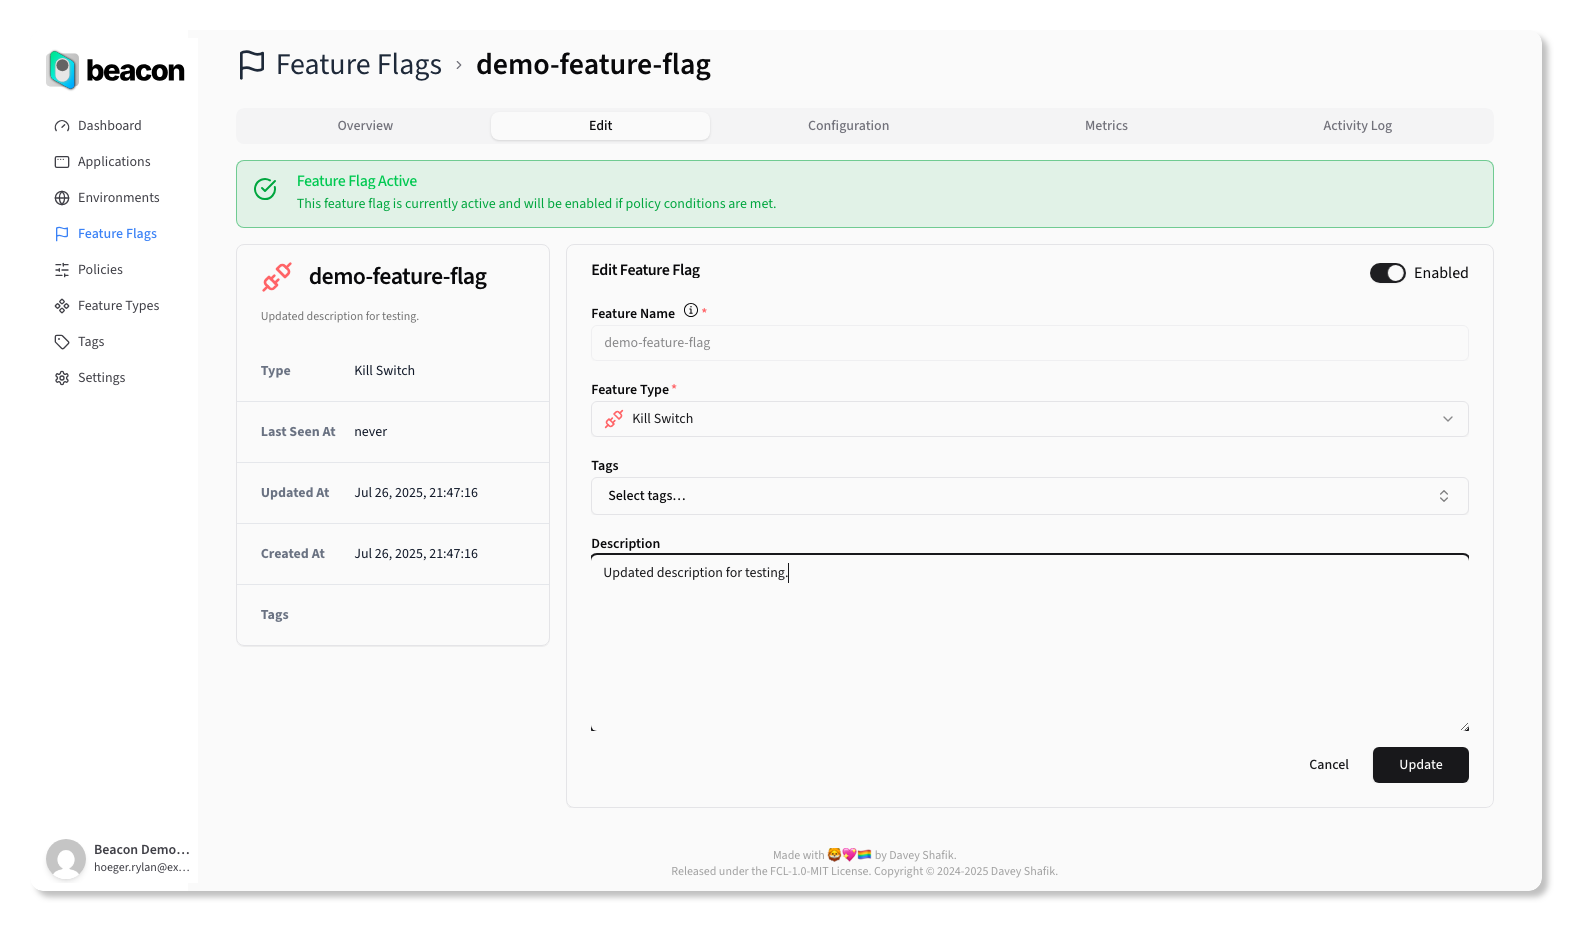 beacon
Dashboard
Applications
Environments
Feature Flags
Policies
Feature Types
Tags
Settings
Beacon Demo…
hoeger.rylan@ex…
Feature Flags › demo-feature-flag
Overview Edit Configuration Metrics Activity Log
Feature Flag Active
This feature flag is currently active and will be enabled if policy conditions are met.
demo-feature-flag
Updated description for testing.
Type Kill Switch
Last Seen At never
Updated At Jul 26, 2025, 21:47:16
Created At Jul 26, 2025, 21:47:16
Tags
Edit Feature Flag
Enabled
Feature Name *
demo-feature-flag
Feature Type *
Kill Switch
Tags
Select tags...
Description
Updated description for testing.
Cancel Update
Made with 🦁💖🏳️‍🌈 by Davey Shafik.
Released under the FCL-1.0-MIT License. Copyright © 2024-2025 Davey Shafik.